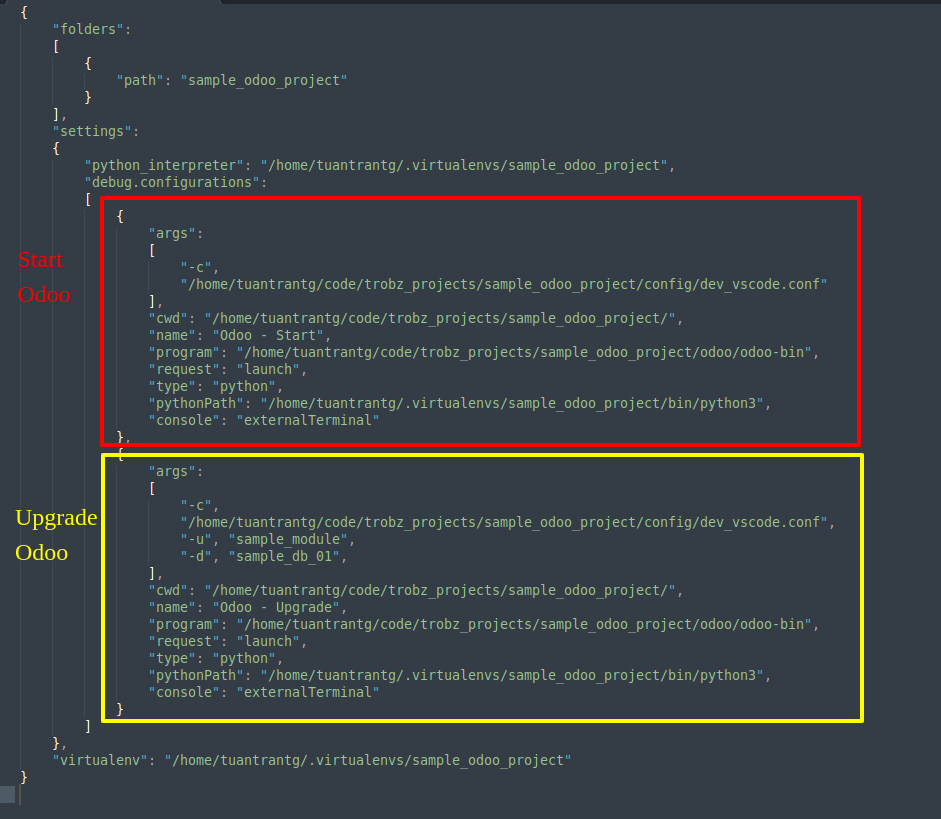 {
"folders":
[
{
"path": "sample_odoo_project"
}
],
"settings":
{
"python_interpreter": "/home/tuantrantg/.virtualenvs/sample_odoo_project",
"debug.configurations":
[
{
"args":
[
"-c",
"/home/tuantrantg/code/trobz_projects/sample_odoo_project/config/dev_vscode.conf"
],
"cwd": "/home/tuantrantg/code/trobz_projects/sample_odoo_project/",
"name": "Odoo - Start",
"program": "/home/tuantrantg/code/trobz_projects/sample_odoo_project/odoo/odoo-bin",
"request": "launch",
"type": "python",
"pythonPath": "/home/tuantrantg/.virtualenvs/sample_odoo_project/bin/python3",
"console": "externalTerminal"
},
Start
Odoo
{
"args":
[
"-c",
"/home/tuantrantg/code/trobz_projects/sample_odoo_project/config/dev_vscode.conf",
"-u", "sample_module",
"-d", "sample_db_01",
],
"cwd": "/home/tuantrantg/code/trobz_projects/sample_odoo_project/",
"name": "Odoo - Upgrade",
"program": "/home/tuantrantg/code/trobz_projects/sample_odoo_project/odoo/odoo-bin",
"request": "launch",
"type": "python",
"pythonPath": "/home/tuantrantg/.virtualenvs/sample_odoo_project/bin/python3",
"console": "externalTerminal"
}
Upgrade
Odoo
]
},
"virtualenv": "/home/tuantrantg/.virtualenvs/sample_odoo_project"
}